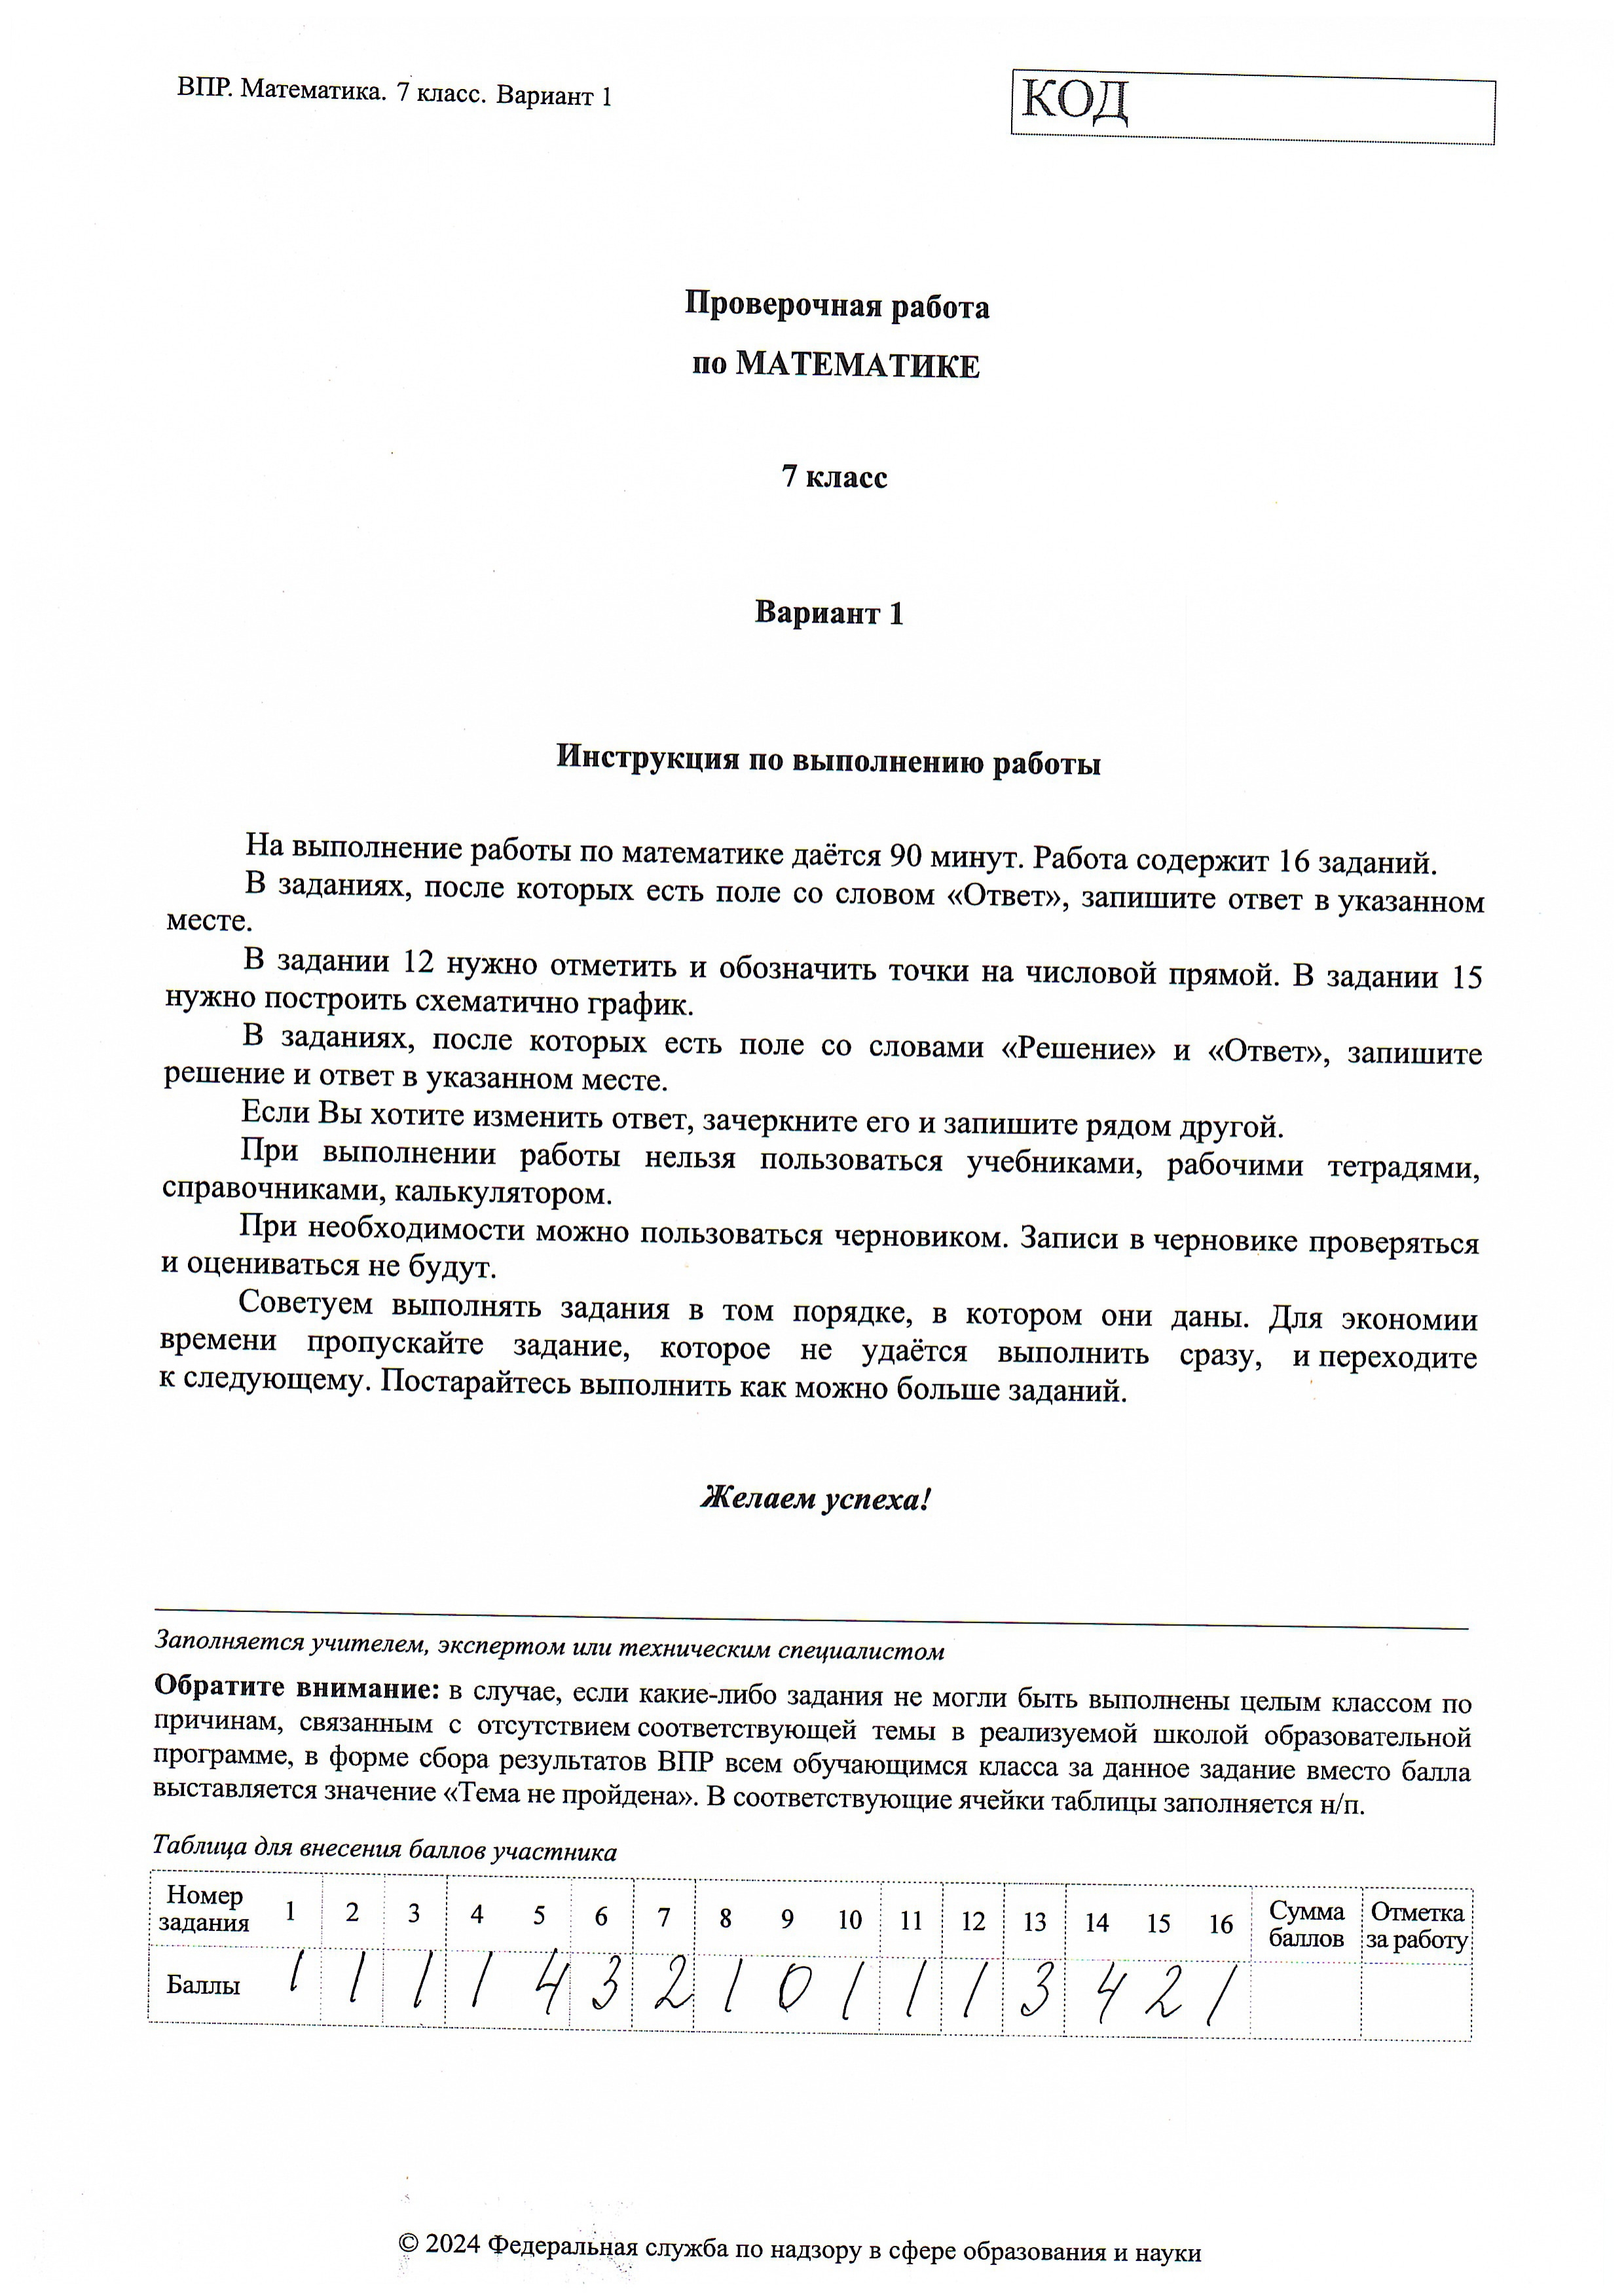 ВПР. Математика. 7 класс. Вариант 1
КОД
Проверочная работа
по МАТЕМАТИКЕ
7 класс
Вариант 1
Инструкция по выполнению работы
На выполнение работы по математике даётся 90 минут. Работа содержит 16 заданий.
В заданиях, после которых есть поле со словом «Ответ», запишите ответ в указанном
месте.
В задании 12 нужно отметить и обозначить точки на числовой прямой. В задании 15
нужно построить схематично график.
В заданиях, после которых есть поле со словами «Решение» и «Ответ», запишите
решение и ответ в указанном месте.
Если Вы хотите изменить ответ, зачеркните его и запишите рядом другой.
При выполнении работы нельзя пользоваться учебниками, рабочими тетрадями,
справочниками, калькулятором.
При необходимости можно пользоваться черновиком. Записи в черновике проверяться
и оцениваться не будут.
Советуем выполнять задания в том порядке, в котором они даны. Для экономии
времени пропускайте задание, которое не удаётся выполнить сразу, и переходите
к следующему. Постарайтесь выполнить как можно больше заданий.
Желаем успеха!
Заполняется учителем, экспертом или техническим специалистом
Обратите внимание: в случае, если какие-либо задания не могли быть выполнены целым классом по
причинам, связанным с отсутствием соответствующей темы в реализуемой школой образовательной
программе, в форме сбора результатов ВПР всем обучающимся класса за данное задание вместо балла
выставляется значение «Тема не пройдена». В соответствующие ячейки таблицы заполняется н/п.
Таблица для внесения баллов участника
Номер задания 1 2 3 4 5 6 7 8 9 10 11 12 13 14 15 16 Сумма баллов Отметка за работу
Баллы 1 1 1 1 4 3 2 1 0 1 1 1 3 4 2 1
© 2024 Федеральная служба по надзору в сфере образования и науки